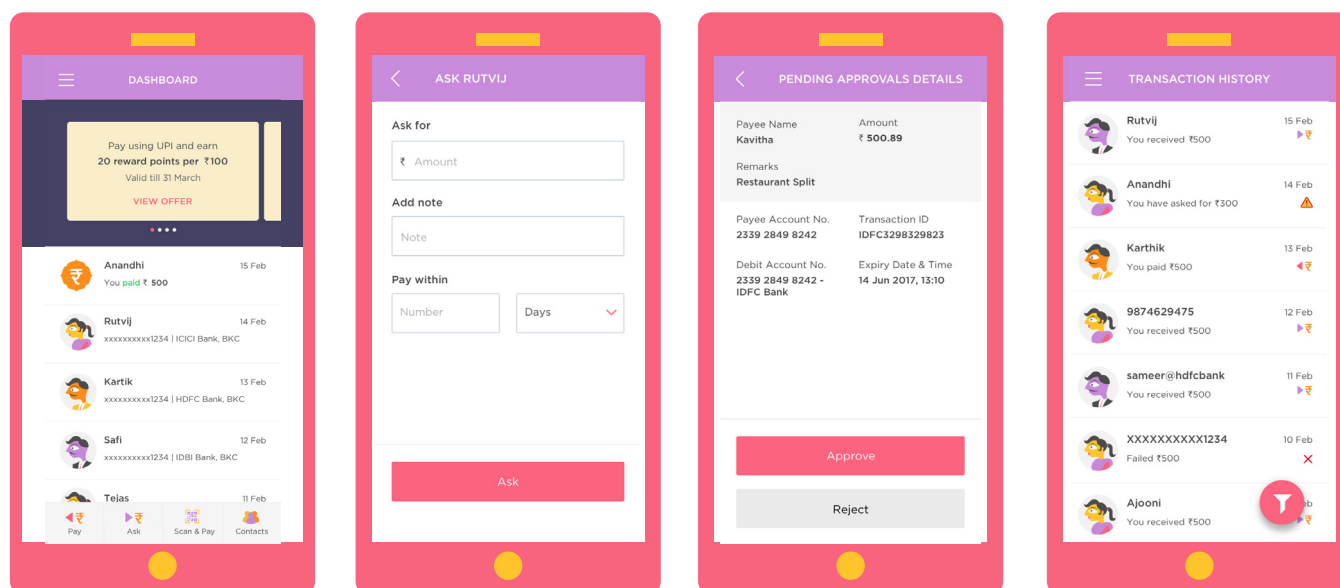 DASHBOARD
Pay using UPI and earn
20 reward points per ₹100
Valid till 31 March
VIEW OFFER
Anandhi 15 Feb
You paid ₹ 500
Rutvij 14 Feb
xxxxxxxxxx1234 | ICICI Bank, BKC
Kartik 13 Feb
xxxxxxxxxx1234 | HDFC Bank, BKC
Safi 12 Feb
xxxxxxxxxx1234 | IDBI Bank, BKC
Tejas 11 Feb
Pay Ask Scan & Pay Contacts
ASK RUTVIJ
Ask for
₹ Amount
Add note
Note
Pay within
Number Days
Ask
PENDING APPROVALS DETAILS
Payee Name Amount
Kavitha ₹ 500.89
Remarks
Restaurant Split
Payee Account No. Transaction ID
2339 2849 8242 IDFC3298329823
Debit Account No. Expiry Date & Time
2339 2849 8242 - 14 Jun 2017, 13:10
IDFC Bank
Approve
Reject
TRANSACTION HISTORY
Rutvij 15 Feb
You received ₹500
Anandhi 14 Feb
You have asked for ₹300
Karthik 13 Feb
You paid ₹500
9874629475 12 Feb
You received ₹500
sameer@hdfcbank 11 Feb
You received ₹500
XXXXXXXXXX1234 10 Feb
Failed ₹500
Ajooni
You received ₹500